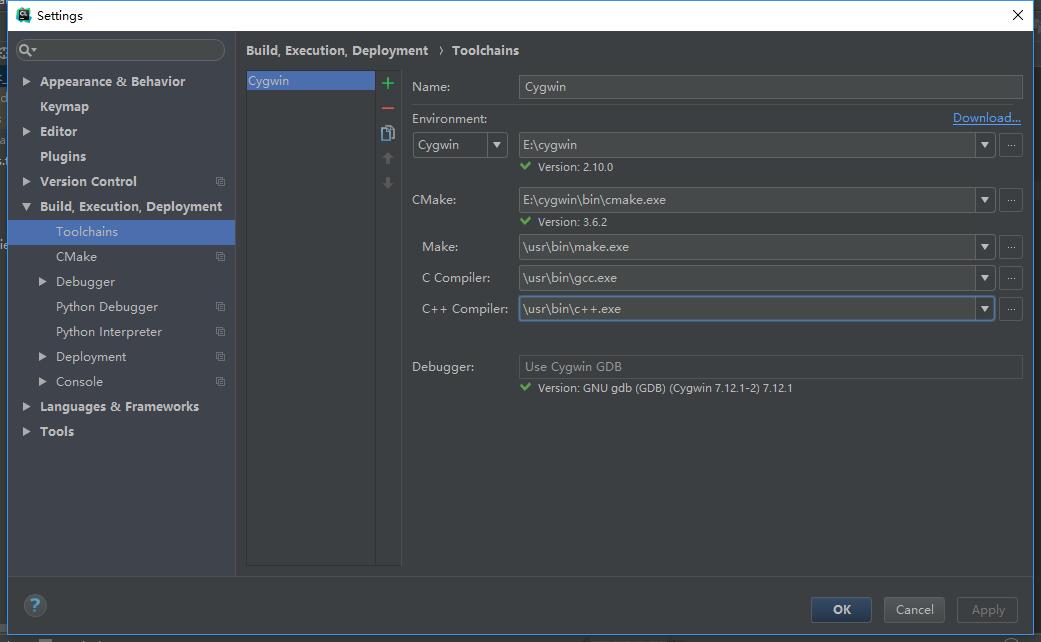 Settings
Build, Execution, Deployment › Toolchains
Appearance & Behavior
Keymap
Editor
Plugins
Version Control
Build, Execution, Deployment
Toolchains
CMake
Debugger
Python Debugger
Python Interpreter
Deployment
Console
Languages & Frameworks
Tools
Cygwin
Name: Cygwin
Environment: Download...
Cygwin E:\cygwin ...
Version: 2.10.0
CMake: E:\cygwin\bin\cmake.exe ...
Version: 3.6.2
Make: \usr\bin\make.exe ...
C Compiler: \usr\bin\gcc.exe ...
C++ Compiler: \usr\bin\c++.exe ...
Debugger: Use Cygwin GDB
Version: GNU gdb (GDB) (Cygwin 7.12.1-2) 7.12.1
? OK Cancel Apply